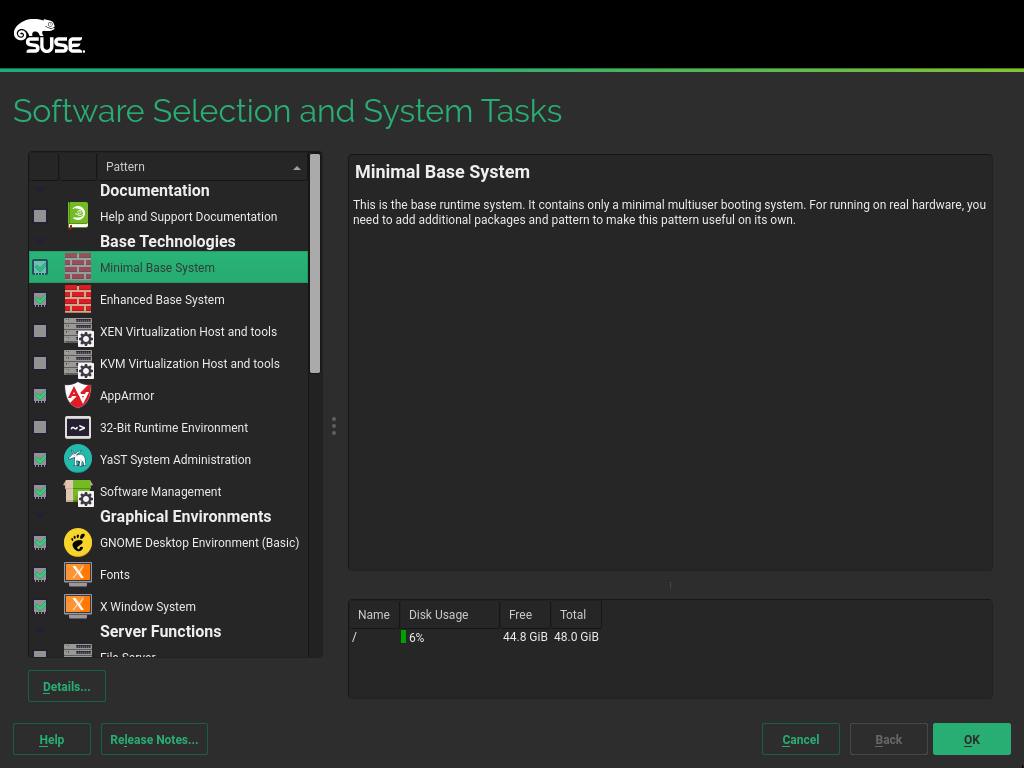 SUSE
Software Selection and System Tasks
Pattern
Documentation
Help and Support Documentation
Base Technologies
Minimal Base System
Enhanced Base System
XEN Virtualization Host and tools
KVM Virtualization Host and tools
AppArmor
~> 32-Bit Runtime Environment
YaST System Administration
Software Management
Graphical Environments
GNOME Desktop Environment (Basic)
X Fonts
X X Window System
Server Functions
File Server
Details...
Minimal Base System
This is the base runtime system. It contains only a minimal multiuser booting system. For running on real hardware, you
need to add additional packages and pattern to make this pattern useful on its own.
Name Disk Usage Free Total
/ 6% 44.8 GiB 48.0 GiB
Help Release Notes... Cancel Back OK